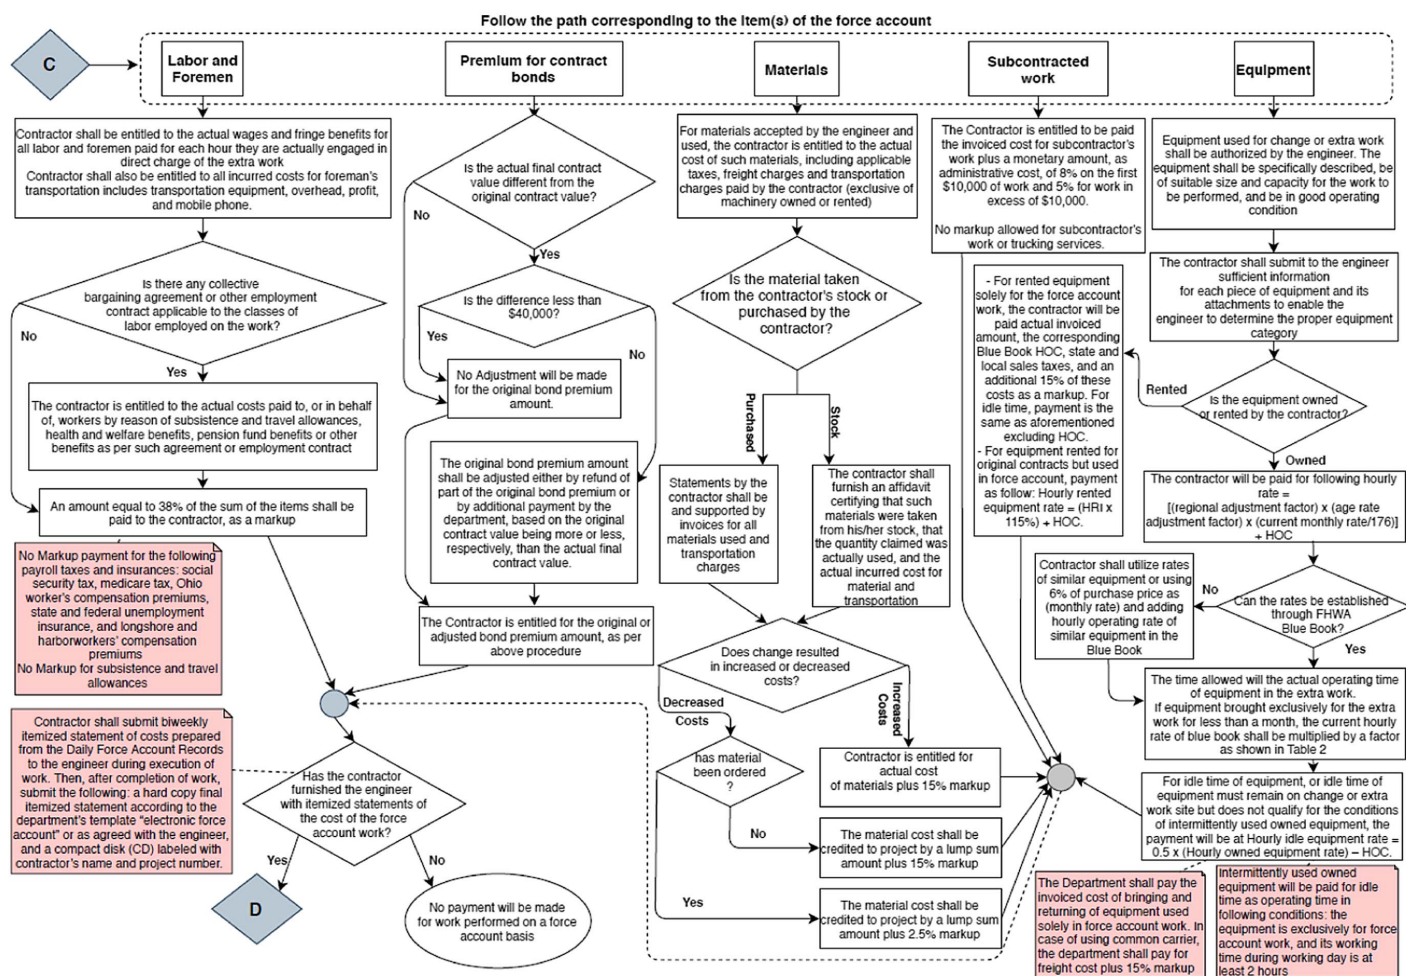 Follow the path corresponding to the Item(s) of the force account
C
Labor and
Foremen
Premium for contract
bonds
Materials
Subcontracted
work
Equipment
Contractor shall be entitled to the actual wages and fringe benefits for
all labor and foremen paid for each hour they are actually engaged in
direct charge of the extra work
Contractor shall also be entitled to all incurred costs for foreman's
transportation includes transportation equipment, overhead, profit,
and mobile phone.
Is there any collective
bargaining agreement or other employment
contract applicable to the classes of
labor employed on the work?
No
Yes
The contractor is entitled to the actual costs paid to, or in behalf
of, workers by reason of subsistence and travel allowances,
health and welfare benefits, pension fund benefits or other
benefits as per such agreement or employment contract
An amount equal to 38% of the sum of the items shall be
paid to the contractor, as a markup
No Markup payment for the following
payroll taxes and insurances: social
security tax, medicare tax, Ohio
worker's compensation premiums,
state and federal unemployment
insurance, and longshore and
harborworkers' compensation
premiums
No Markup for subsistence and travel
allowances
Contractor shall submit biweekly
itemized statement of costs prepared
from the Daily Force Account Records
to the engineer during execution of
work. Then, after completion of work,
submit the following: a hard copy final
itemized statement according to the
department's template "electronic force
account" or as agreed with the engineer,
and a compact disk (CD) labeled with
contractor's name and project number.
Is the actual final contract
value different from the
original contract value?
No
Yes
Is the difference less than
$40,000?
Yes
No
No Adjustment will be made
for the original bond premium
amount.
The original bond premium amount
shall be adjusted either by refund of
part of the original bond premium or
by additional payment by the
department, based on the original
contract value being more or less,
respectively, than the actual final
contract value.
The Contractor is entitled for the original or
adjusted bond premium amount, as per
above procedure
Has the contractor
furnished the engineer
with itemized statements of
the cost of the force
account work?
Yes
No
D
No payment will be made
for work performed on a force
account basis
For materials accepted by the engineer and
used, the contractor is entitled to the actual
cost of such materials, including applicable
taxes, freight charges and transportation
charges paid by the contractor (exclusive of
machinery owned or rented)
Is the material taken
from the contractor's stock or
purchased by the
contractor?
Purchased
Stock
Statements by the
contractor shall be
and supported by
invoices for all
materials used and
transportation
charges
The contractor shall
furnish an affidavit
certifying that such
materials were taken
from his/her stock, that
the quantity claimed was
actually used, and the
actual incurred cost for
material and
transportation
Does change resulted
in increased or decreased
costs?
Decreased
Costs
Increased
Costs
has material
been ordered
?
No
Yes
Contractor is entitled for
actual cost
of materials plus 15% markup
The material cost shall be
credited to project by a lump sum
amount plus 15% markup
The material cost shall be
credited to project by a lump sum
amount plus 2.5% markup
The Contractor is entitled to be paid
the invoiced cost for subcontractor's
work plus a monetary amount, as
administrative cost, of 8% on the first
$10,000 of work and 5% for work in
excess of $10,000.
No markup allowed for subcontractor's
work or trucking services.
- For rented equipment
solely for the force account
work, the contractor will be
paid actual invoiced
amount, the corresponding
Blue Book HOC, state and
local sales taxes, and an
additional 15% of these
costs as a markup. For
idle time, payment is the
same as aforementioned
excluding HOC.
- For equipment rented for
original contracts but used
in force account, payment
as follow: Hourly rented
equipment rate = (HRI x
115%) + HOC.
Equipment used for change or extra work
shall be authorized by the engineer. The
equipment shall be specifically described, be
of suitable size and capacity for the work to
be performed, and be in good operating
condition
The contractor shall submit to the engineer
sufficient information
for each piece of equipment and its
attachments to enable the
engineer to determine the proper equipment
category
Rented
Is the equipment owned
or rented by the contractor?
Owned
The contractor will be paid for following hourly
rate =
[(regional adjustment factor) x (age rate
adjustment factor) x (current monthly rate/176)]
+ HOC
Contractor shall utilize rates
of similar equipment or using
6% of purchase price as
(monthly rate) and adding
hourly operating rate of
similar equipment in the
Blue Book
No
Can the rates be established
through FHWA
Blue Book?
Yes
The time allowed will the actual operating time
of equipment in the extra work.
If equipment brought exclusively for the extra
work for less than a month, the current hourly
rate of blue book shall be multiplied by a factor
as shown in Table 2
For idle time of equipment, or idle time of
equipment must remain on change or extra
work site but does not qualify for the conditions
of intermittently used owned equipment, the
payment will be at Hourly idle equipment rate =
0.5 x (Hourly owned equipment rate) – HOC.
The Department shall pay the
invoiced cost of bringing and
returning of equipment used
solely in force account work. In
case of using common carrier,
the department shall pay for
freight cost plus 15% markup
Intermittently used owned
equipment will be paid for idle
time as operating time in
following conditions: the
equipment is exclusively for force
account work, and its working
time during working day is at
least 2 hours